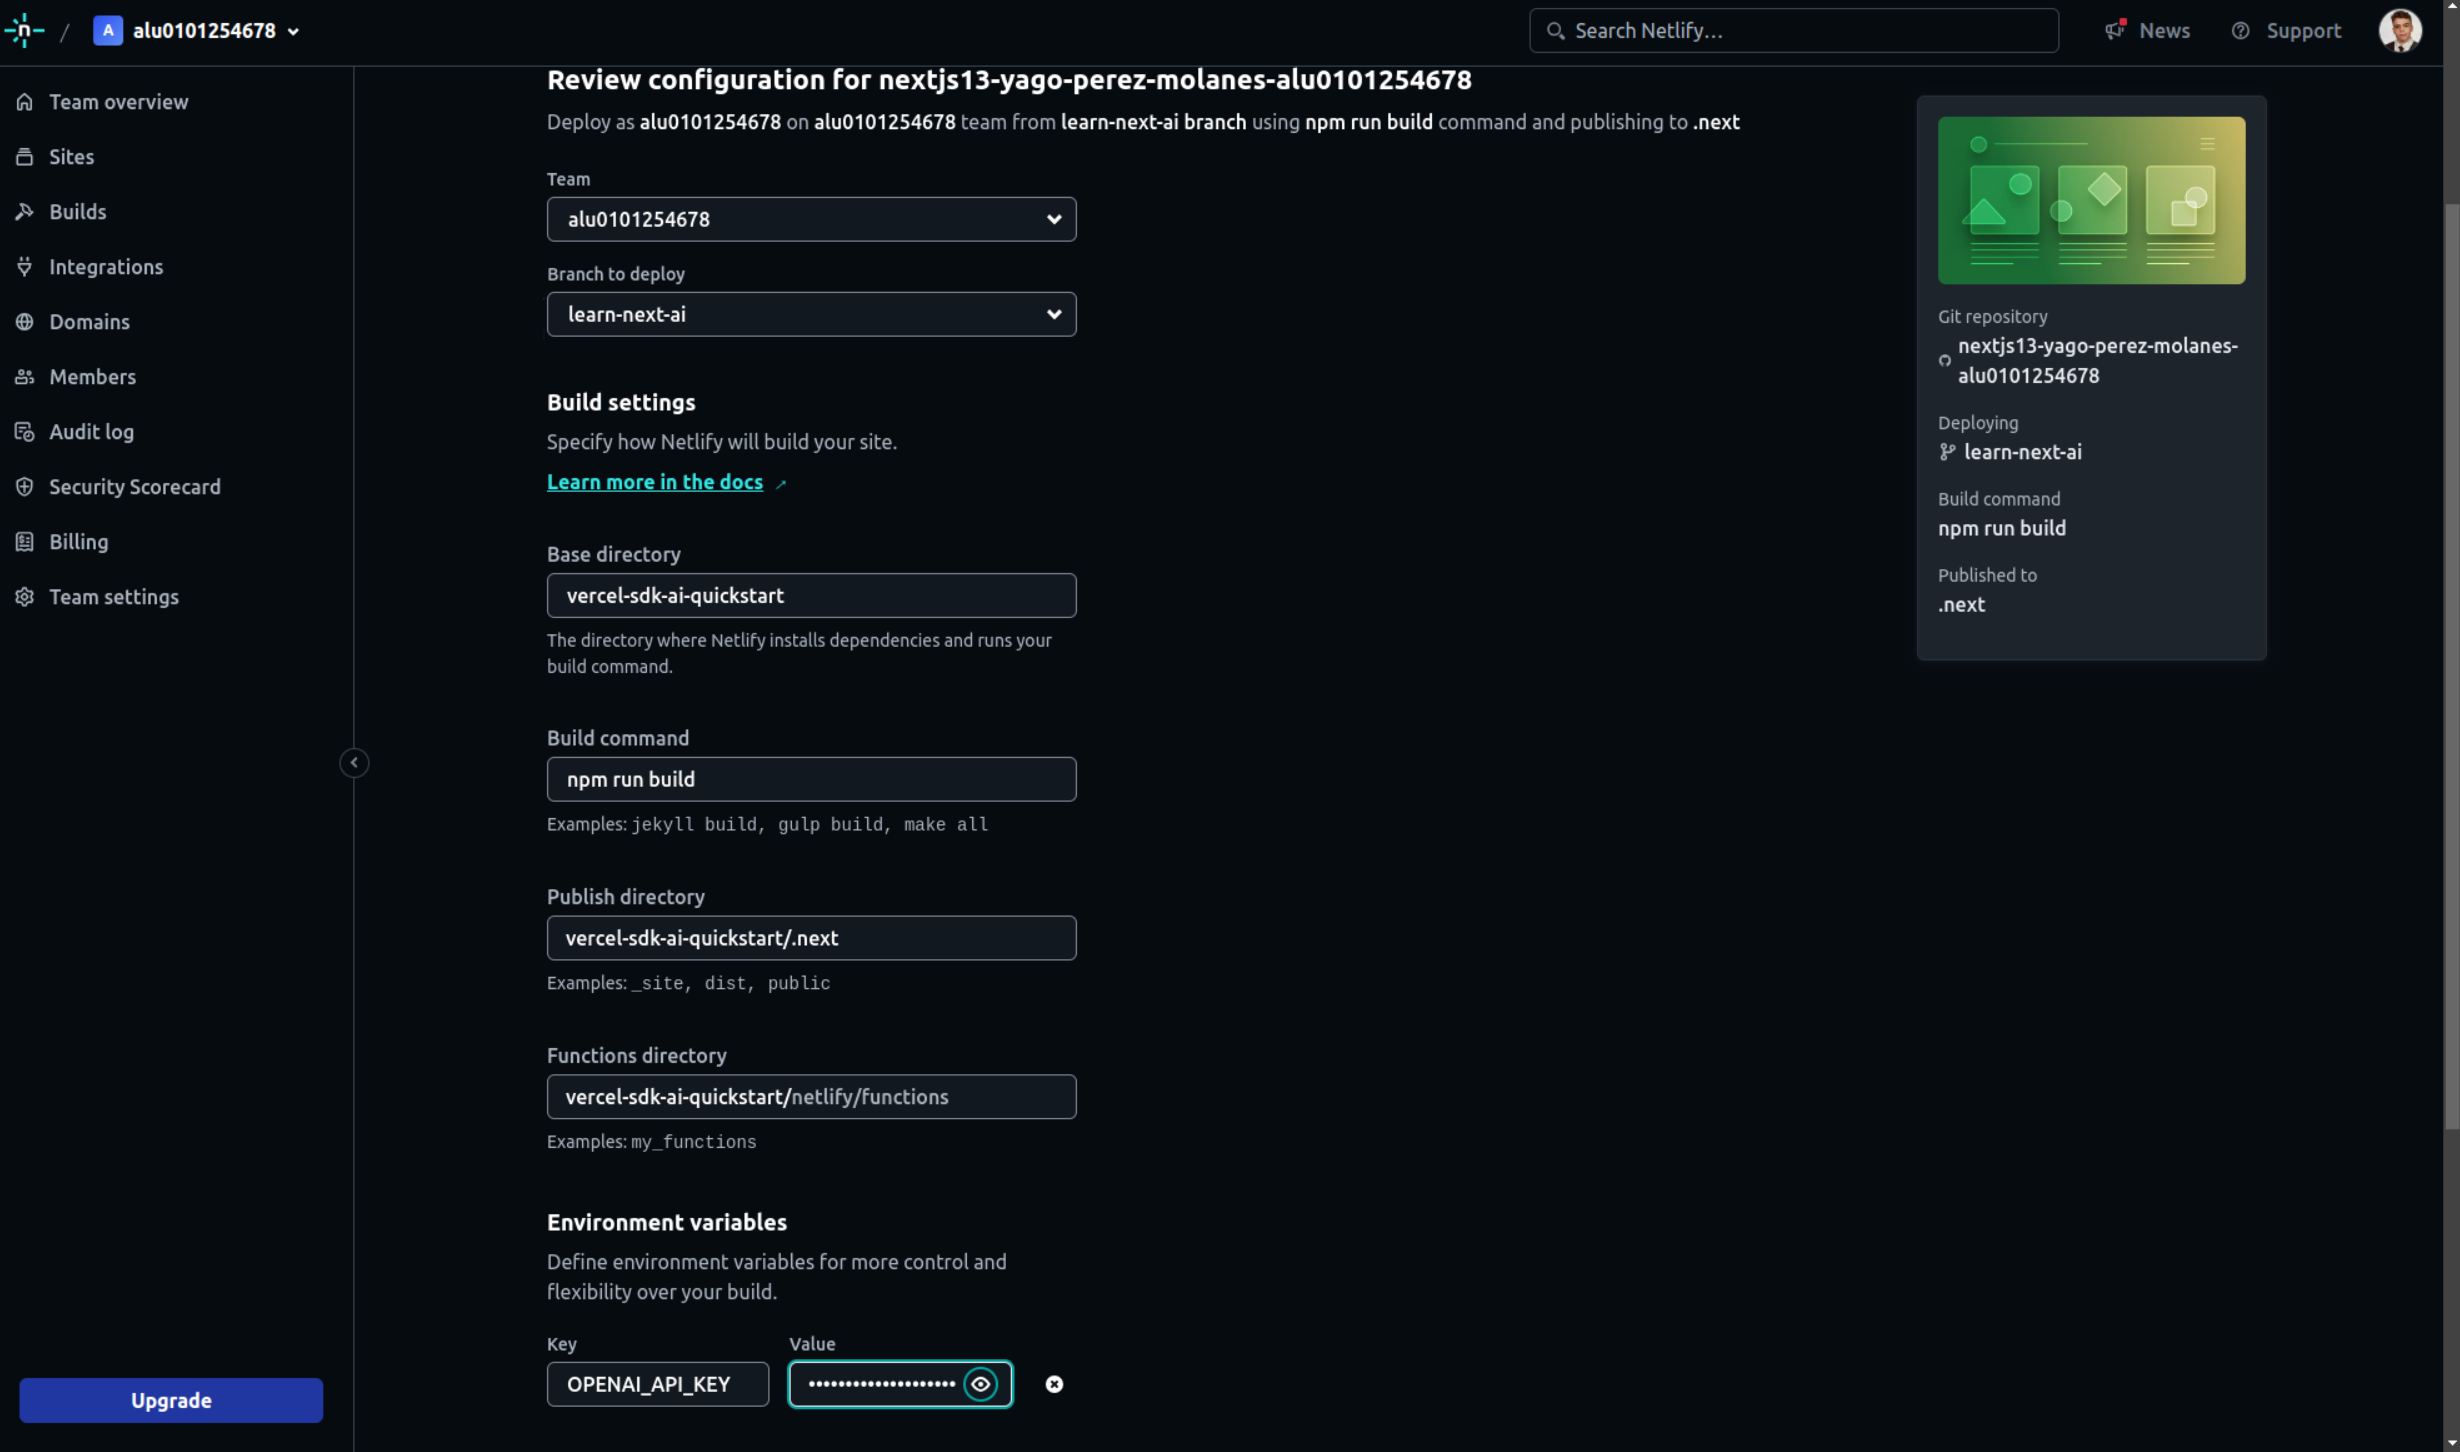 / A alu0101254678
Search Netlify...
News
Support
Team overview
Sites
Builds
Integrations
Domains
Members
Audit log
Security Scorecard
Billing
Team settings
Upgrade
Review configuration for nextjs13-yago-perez-molanes-alu0101254678
Deploy as alu0101254678 on alu0101254678 team from learn-next-ai branch using npm run build command and publishing to .next
Team
alu0101254678
Branch to deploy
learn-next-ai
Build settings
Specify how Netlify will build your site.
Learn more in the docs
Base directory
vercel-sdk-ai-quickstart
The directory where Netlify installs dependencies and runs your
build command.
Build command
npm run build
Examples: jekyll build, gulp build, make all
Publish directory
vercel-sdk-ai-quickstart/.next
Examples: _site, dist, public
Functions directory
vercel-sdk-ai-quickstart/netlify/functions
Examples: my_functions
Environment variables
Define environment variables for more control and
flexibility over your build.
Key Value
OPENAI_API_KEY ••••••••••••••••••••
Git repository
nextjs13-yago-perez-molanes-
alu0101254678
Deploying
learn-next-ai
Build command
npm run build
Published to
.next